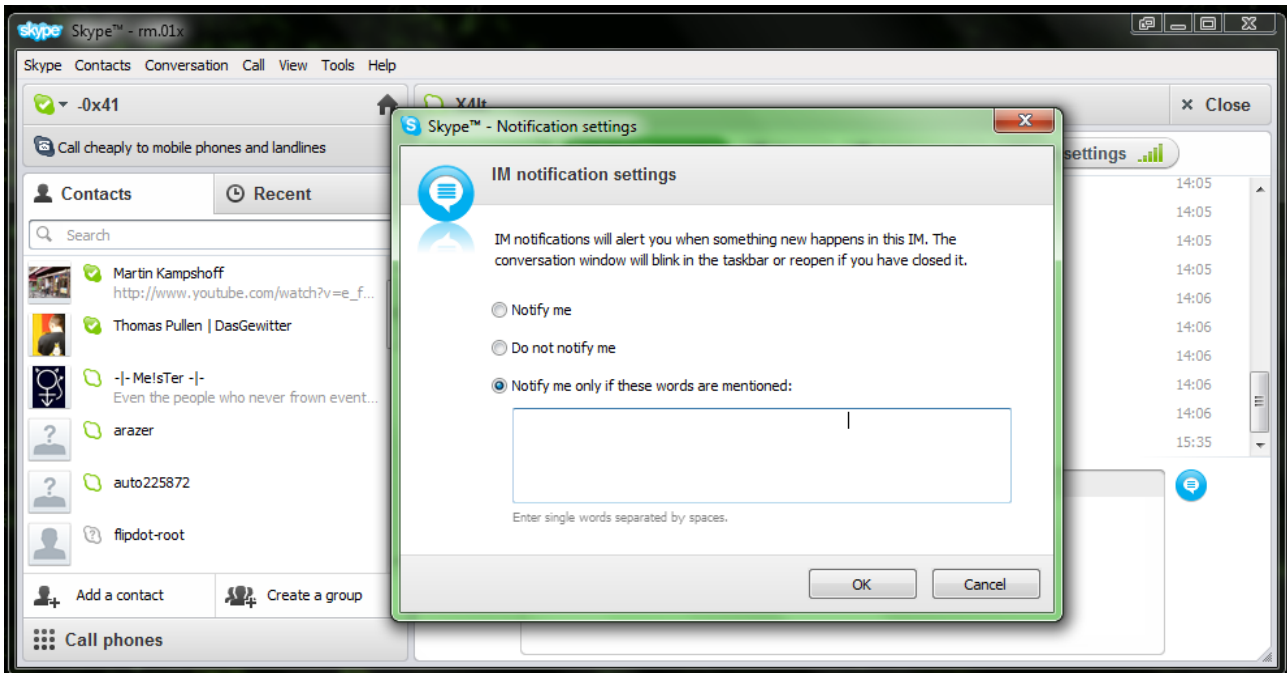 skype Skype™ - rm.01x
Skype Contacts Conversation Call View Tools Help
-0x41
X4lt
× Close
Call cheaply to mobile phones and landlines
settings
Contacts
Recent
Search
Martin Kampshoff
http://www.youtube.com/watch?v=e_f...
Thomas Pullen | DasGewitter
-|- Me!sTer -|-
Even the people who never frown event...
arazer
auto225872
flipdot-root
Add a contact
Create a group
Call phones
Skype™ - Notification settings
IM notification settings
IM notifications will alert you when something new happens in this IM. The
conversation window will blink in the taskbar or reopen if you have closed it.
Notify me
Do not notify me
Notify me only if these words are mentioned:
Enter single words separated by spaces.
OK
Cancel
14:05
14:05
14:05
14:05
14:06
14:06
14:06
14:06
14:06
15:35